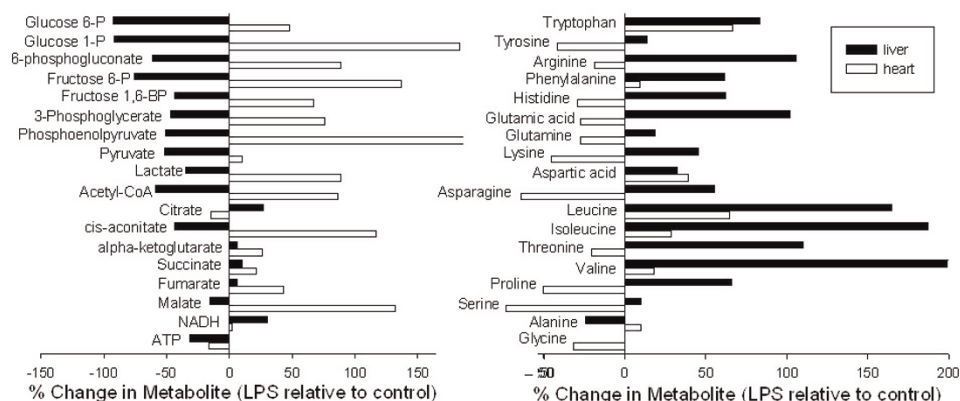 Glucose 6-P
Glucose 1-P
6-phosphogluconate
Fructose 6-P
Fructose 1,6-BP
3-Phosphoglycerate
Phosphoenolpyruvate
Pyruvate
Lactate
Acetyl-CoA
Citrate
cis-aconitate
alpha-ketoglutarate
Succinate
Fumarate
Malate
NADH
ATP
-150 -100 -50 0 50 100 150
% Change in Metabolite (LPS relative to control)
Tryptophan
Tyrosine
Arginine
Phenylalanine
Histidine
Glutamic acid
Glutamine
Lysine
Aspartic acid
Asparagine
Leucine
Isoleucine
Threonine
Valine
Proline
Serine
Alanine
Glycine
0 50 100 150 200
% Change in Metabolite (LPS relative to control)
liver
heart